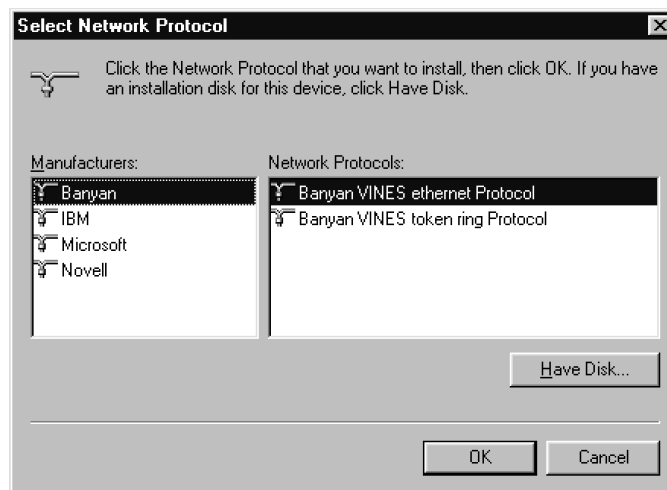 Select Network Protocol
Click the Network Protocol that you want to install, then click OK. If you have
an installation disk for this device, click Have Disk.
Manufacturers:
Banyan
IBM
Microsoft
Novell
Network Protocols:
Banyan VINES ethernet Protocol
Banyan VINES token ring Protocol
Have Disk...
OK
Cancel